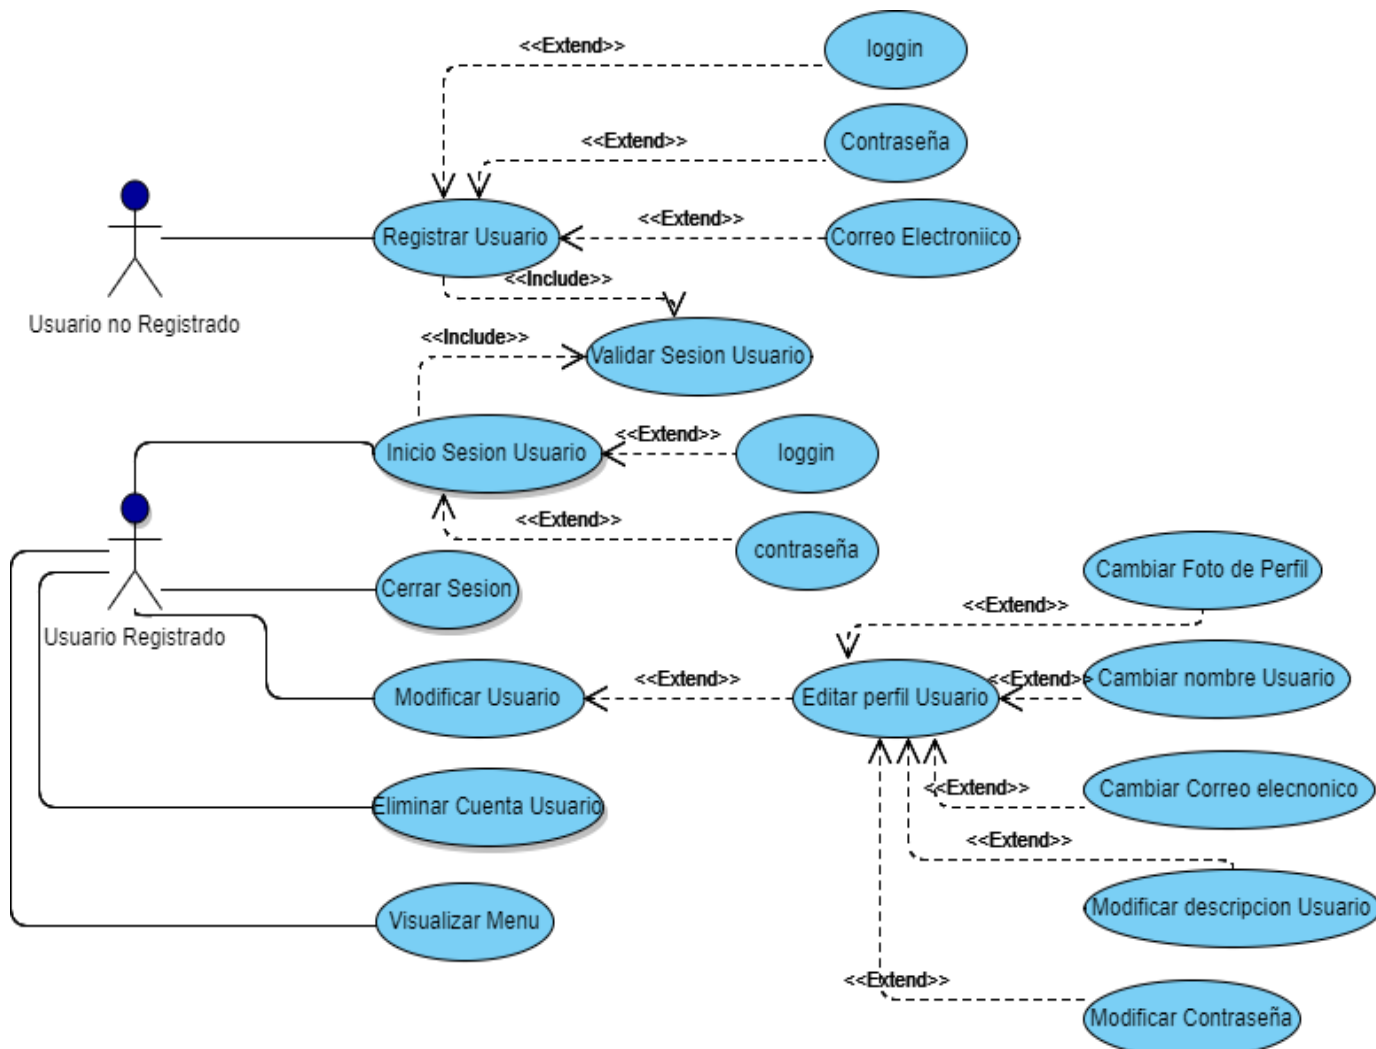 <<Extend>>
loggin
<<Extend>>
Contraseña
<<Extend>>
Registrar Usuario
Correo Electroniico
<<Include>>
Usuario no Registrado
<<Include>>
Validar Sesion Usuario
<<Extend>>
Inicio Sesion Usuario
loggin
<<Extend>>
contraseña
Cambiar Foto de Perfil
Cerrar Sesion
<<Extend>>
Usuario Registrado
<<Extend>>
<<Extend>>
Cambiar nombre Usuario
Modificar Usuario
Editar perfil Usuario
<<Extend>>
Cambiar Correo elecnonico
Eliminar Cuenta Usuario
<<Extend>>
Modificar descripcion Usuario
Visualizar Menu
<<Extend>>
Modificar Contraseña